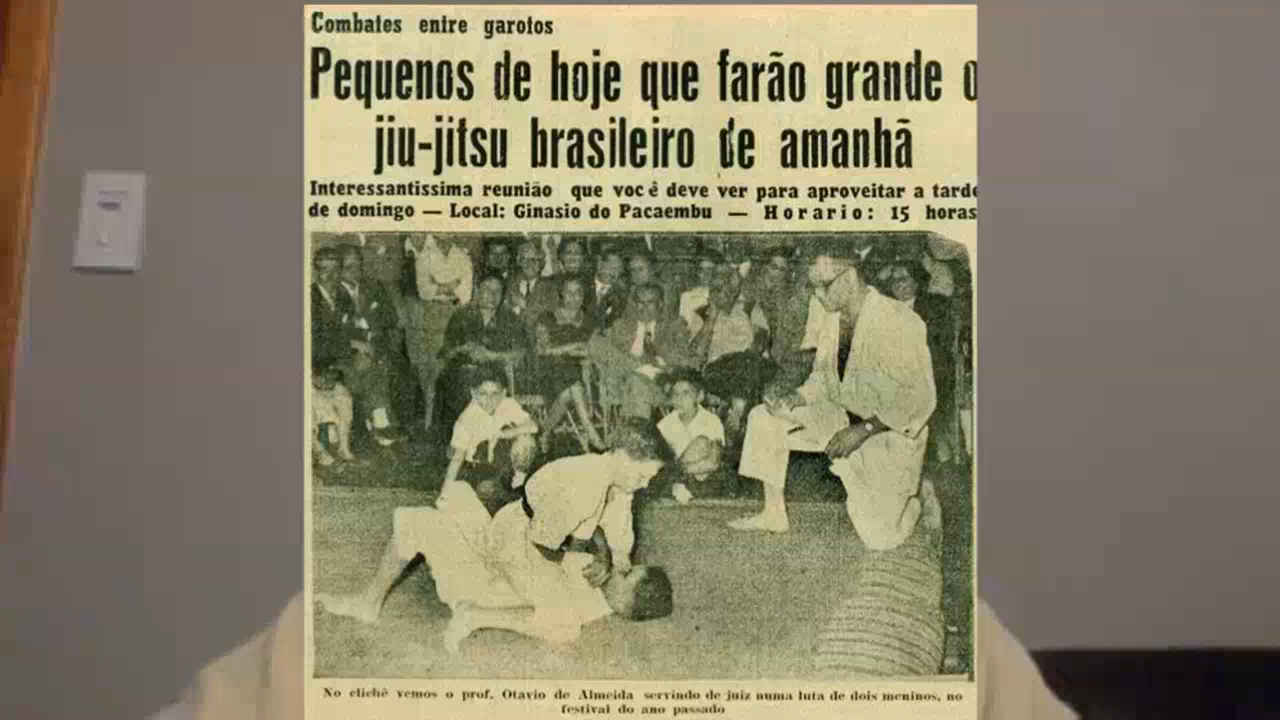 Combates entre garotos
Pequenos de hoje que farão grande o
jiu-jitsu brasileiro de amanhã
Interessantissima reunião que você deve ver para aproveitar a tarde
de domingo — Local: Ginasio do Pacaembu — Horario: 15 horas
No clichê vemos o prof. Otavio de Almeida servindo de juiz numa luta de dois meninos, no
festival do ano passado